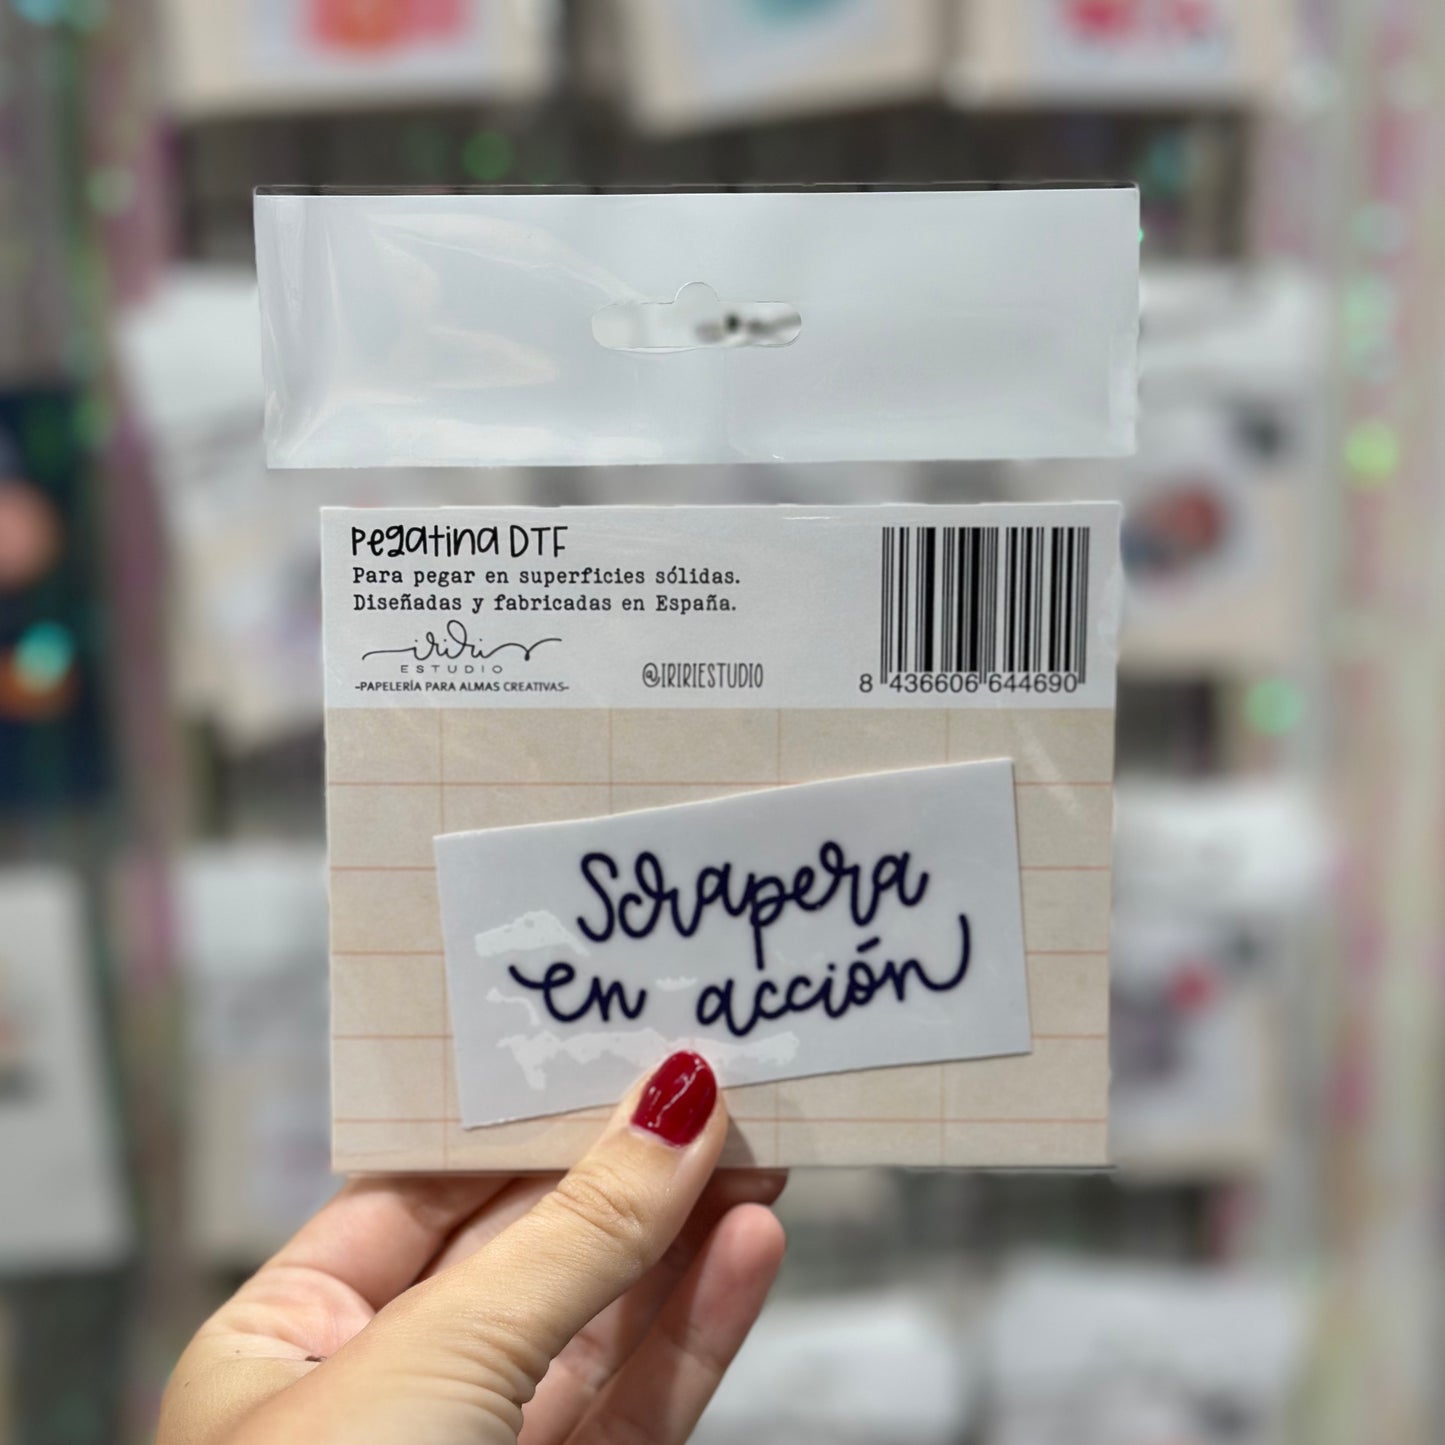 Pegatina DTF
Para pegar en superficies sólidas.
Diseñadas y fabricadas en España.
iriri
ESTUDIO
-PAPELERÍA PARA ALMAS CREATIVAS-
@IRIRIESTUDIO
8 436606 644690
Scrapera
en acción